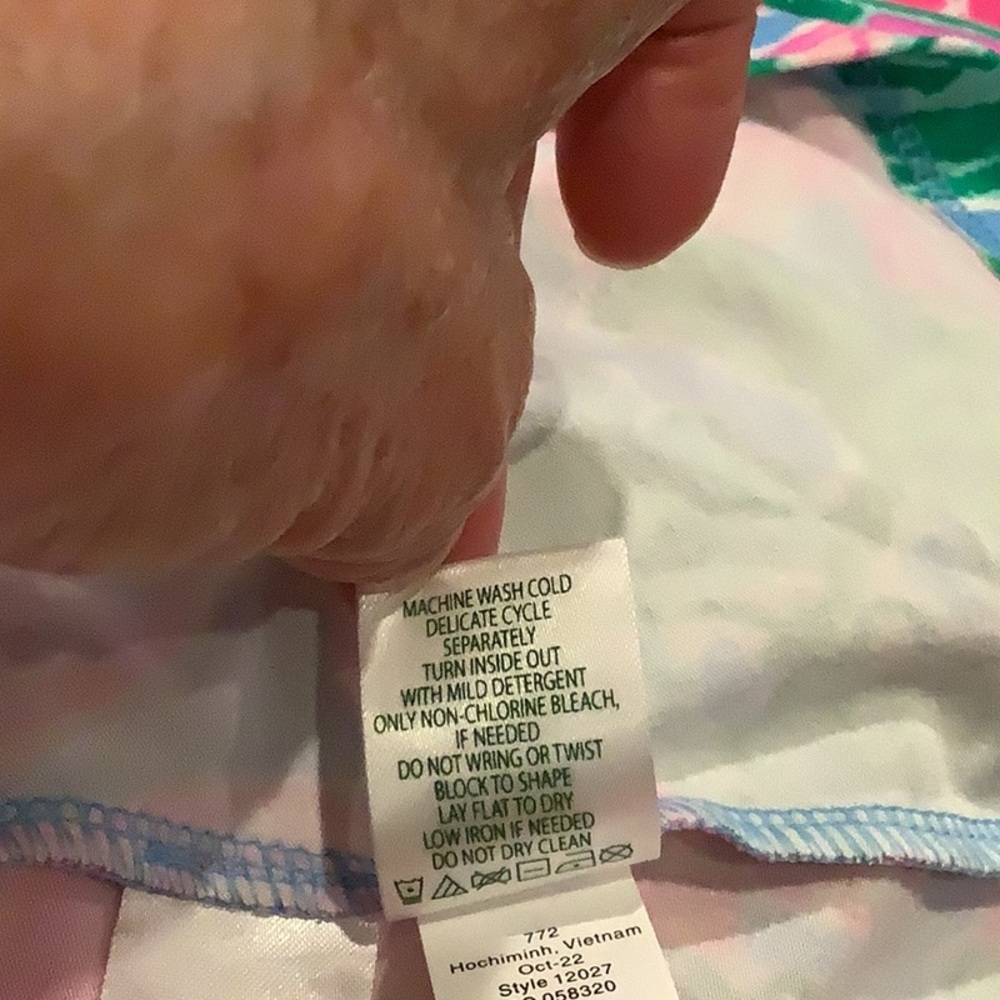 MACHINE WASH COLD
DELICATE CYCLE
SEPARATELY
TURN INSIDE OUT
WITH MILD DETERGENT
ONLY NON-CHLORINE BLEACH,
IF NEEDED
DO NOT WRING OR TWIST
BLOCK TO SHAPE
LAY FLAT TO DRY
LOW IRON IF NEEDED
DO NOT DRY CLEAN
772
Hochiminh, Vietnam
Oct-22
Style 12027
058320